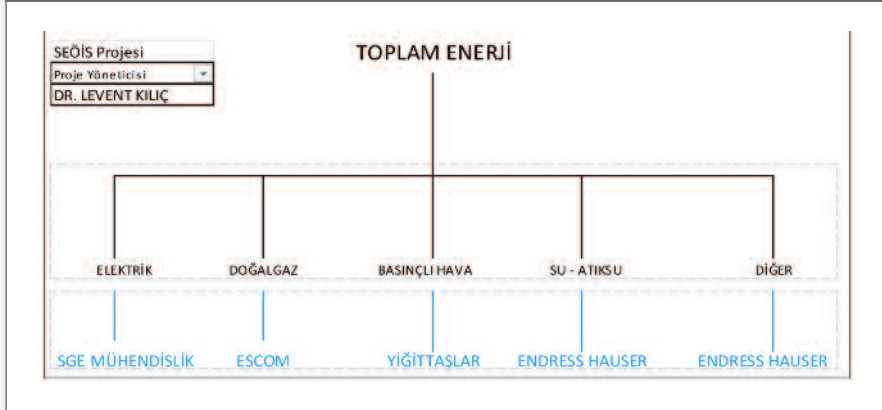 SEÖİS Projesi
TOPLAM ENERJİ
Proje Yöneticisi
DR. LEVENT KILIÇ
ELEKTRİK DOĞALGAZ BASINÇLI HAVA SU - ATIKSU DİĞER
SGE MÜHENDİSLİK ESCOM YİĞİTTAŞLAR ENDRESS HAUSER ENDRESS HAUSER